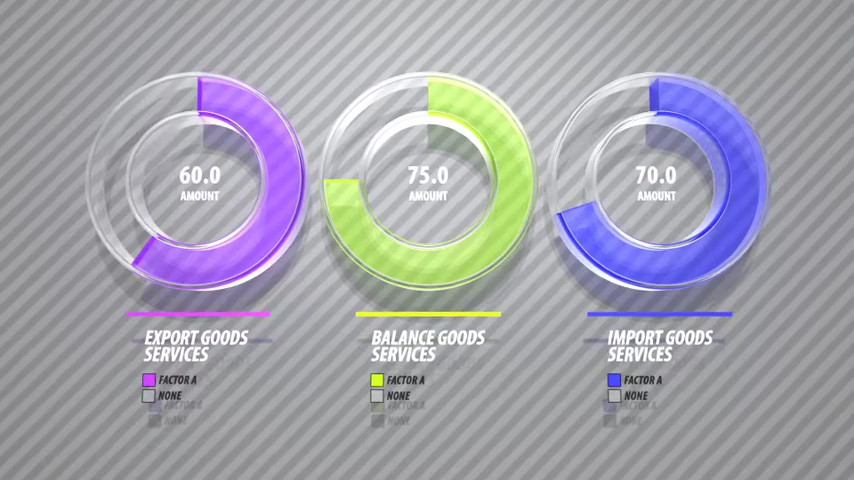 60.0
AMOUNT
75.0
AMOUNT
70.0
AMOUNT
EXPORT GOODS
SERVICES
FACTOR A
NONE
BALANCE GOODS
SERVICES
FACTOR A
NONE
IMPORT GOODS
SERVICES
FACTOR A
NONE